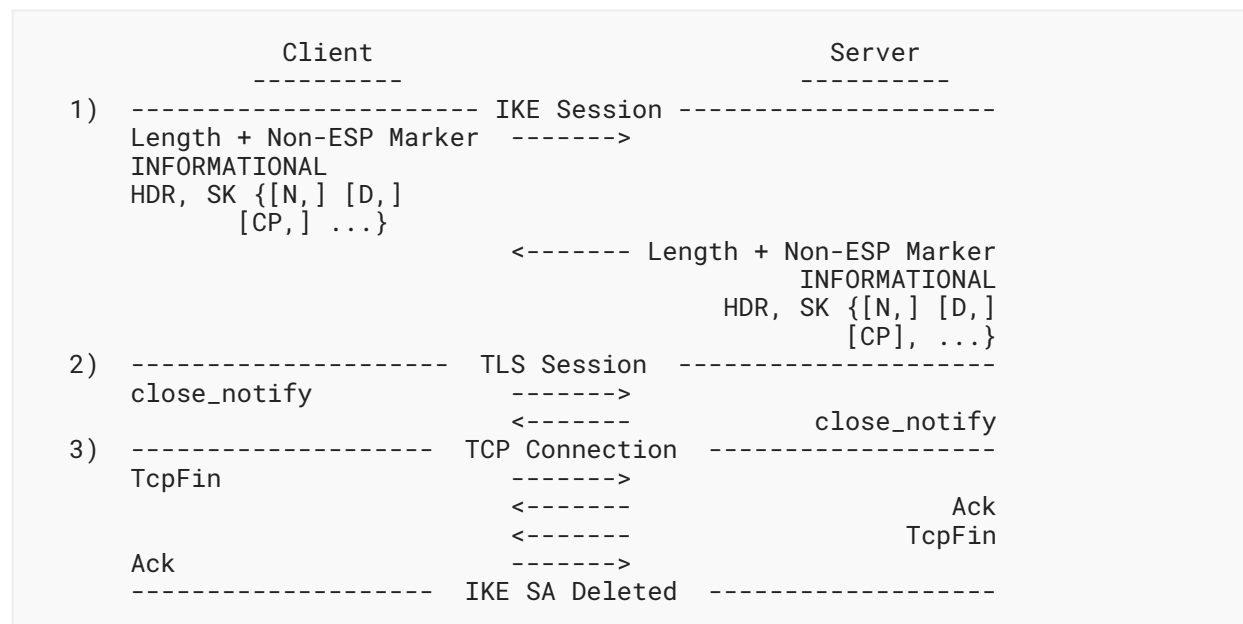 Client                              Server
----------                          ----------
1) ----------------------- IKE Session ---------------------
Length + Non-ESP Marker ------->
INFORMATIONAL
HDR, SK {[N,] [D,]
[CP,] ...}
<------- Length + Non-ESP Marker
INFORMATIONAL
HDR, SK {[N,] [D,]
[CP], ...}
2) --------------------- TLS Session ---------------------
close_notify ------->
<------- close_notify
3) -------------------- TCP Connection -------------------
TcpFin ------->
<------- Ack
<------- TcpFin
Ack ------->
-------------------- IKE SA Deleted -------------------